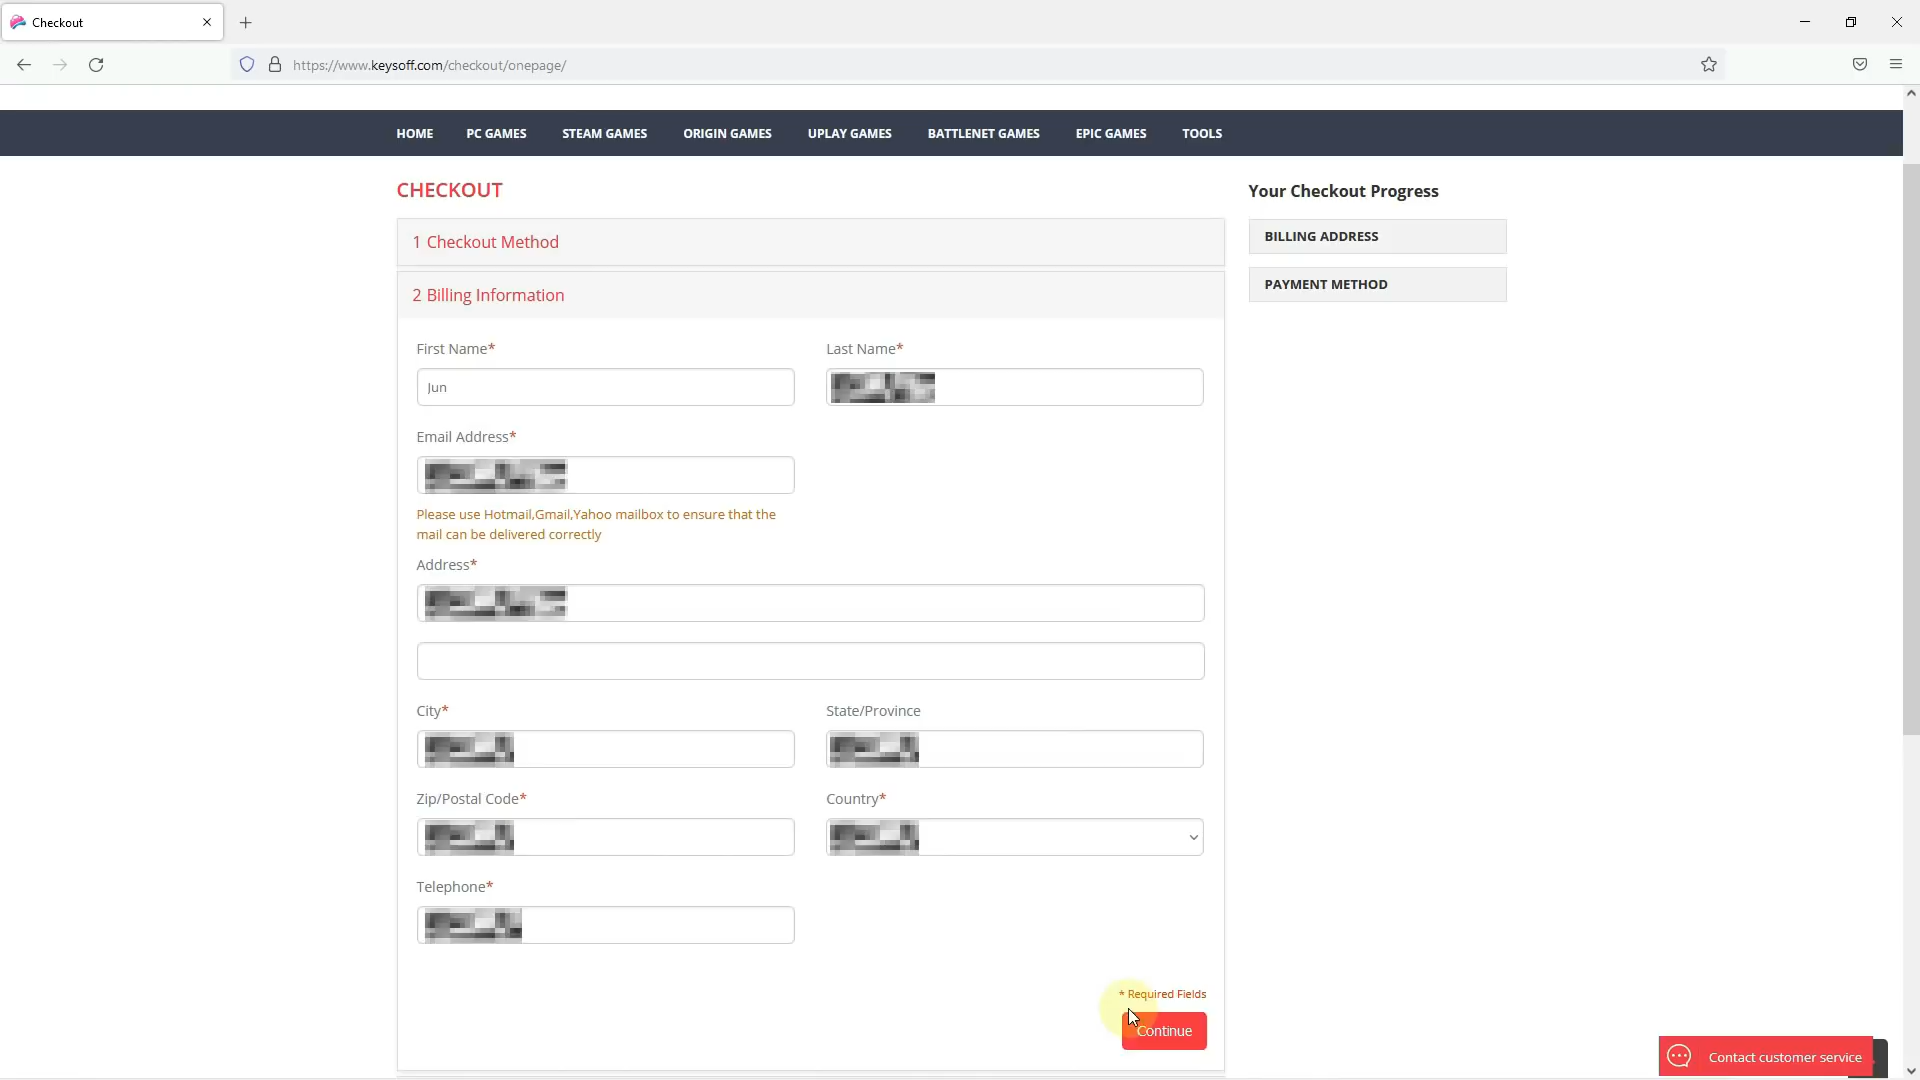 Checkout
https://www.keysoff.com/checkout/onepage/
HOME PC GAMES STEAM GAMES ORIGIN GAMES UPLAY GAMES BATTLENET GAMES EPIC GAMES TOOLS
CHECKOUT
Your Checkout Progress
1 Checkout Method
BILLING ADDRESS
2 Billing Information
PAYMENT METHOD
First Name* Last Name*
Jun
Email Address*
Please use Hotmail,Gmail,Yahoo mailbox to ensure that the
mail can be delivered correctly
Address*
City* State/Province
Zip/Postal Code* Country*
Telephone*
* Required Fields
Continue
Contact customer service